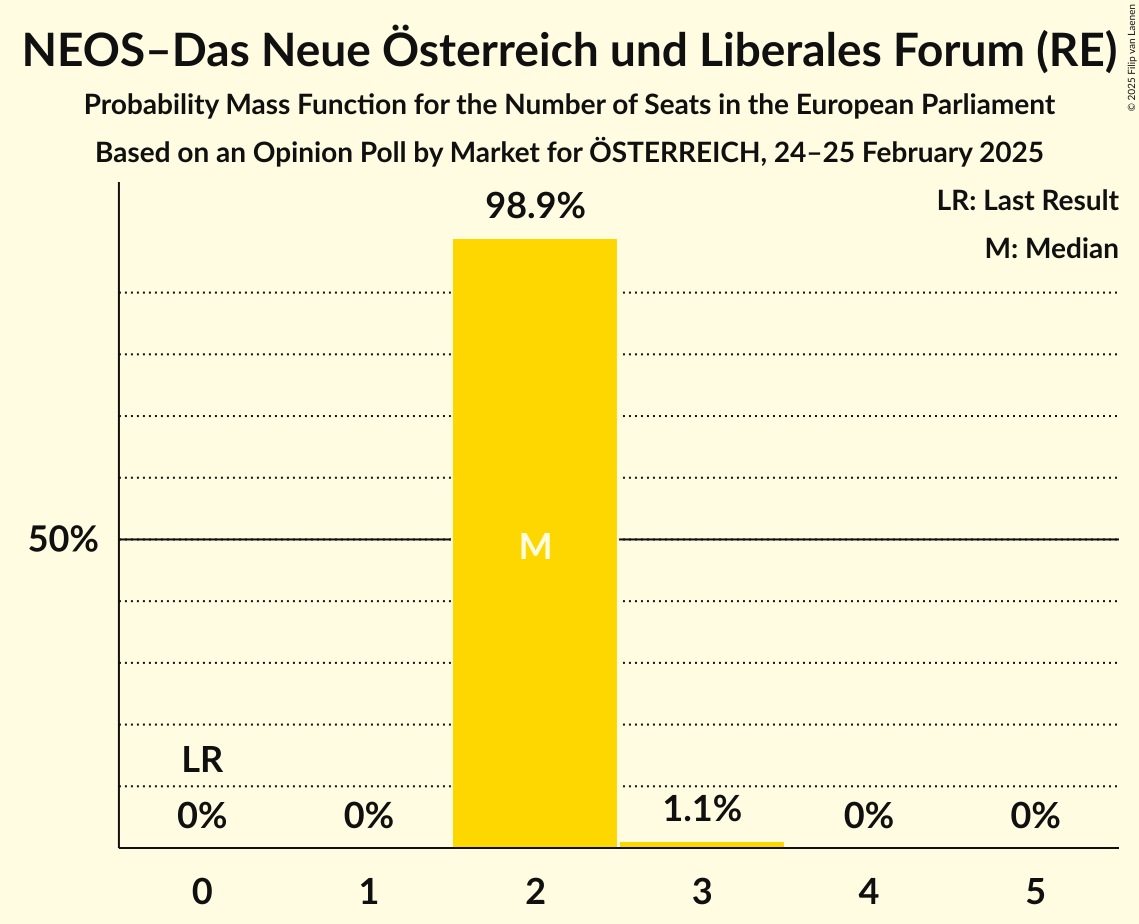 NEOS–Das Neue Österreich und Liberales Forum (RE)
Probability Mass Function for the Number of Seats in the European Parliament
Based on an Opinion Poll by Market for ÖSTERREICH, 24–25 February 2025
© 2025 Filip van Laenen
LR: Last Result
M: Median
98.9%
50%
M
LR
0% 0% 1.1% 0% 0%
0 1 2 3 4 5